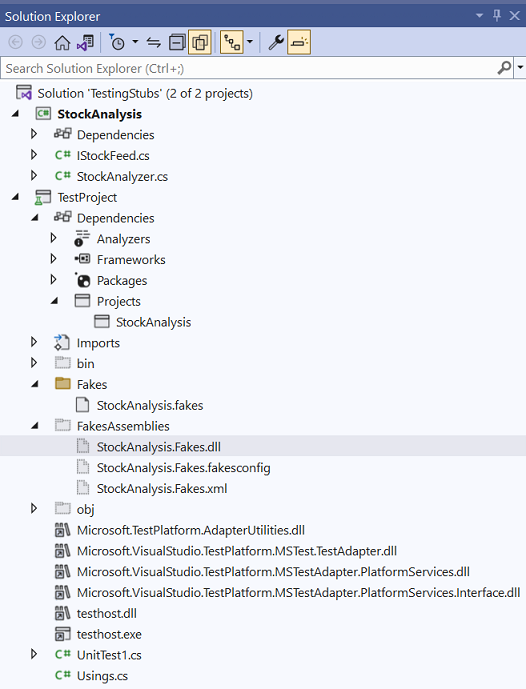 Solution Explorer
Search Solution Explorer (Ctrl+;)
Solution 'TestingStubs' (2 of 2 projects)
C# StockAnalysis
Dependencies
C# IStockFeed.cs
C# StockAnalyzer.cs
TestProject
Dependencies
Analyzers
Frameworks
Packages
Projects
StockAnalysis
Imports
bin
Fakes
StockAnalysis.fakes
FakesAssemblies
StockAnalysis.Fakes.dll
StockAnalysis.Fakes.fakesconfig
StockAnalysis.Fakes.xml
obj
Microsoft.TestPlatform.AdapterUtilities.dll
Microsoft.VisualStudio.TestPlatform.MSTest.TestAdapter.dll
Microsoft.VisualStudio.TestPlatform.MSTestAdapter.PlatformServices.dll
Microsoft.VisualStudio.TestPlatform.MSTestAdapter.PlatformServices.Interface.dll
testhost.dll
testhost.exe
C# UnitTest1.cs
C# Usings.cs